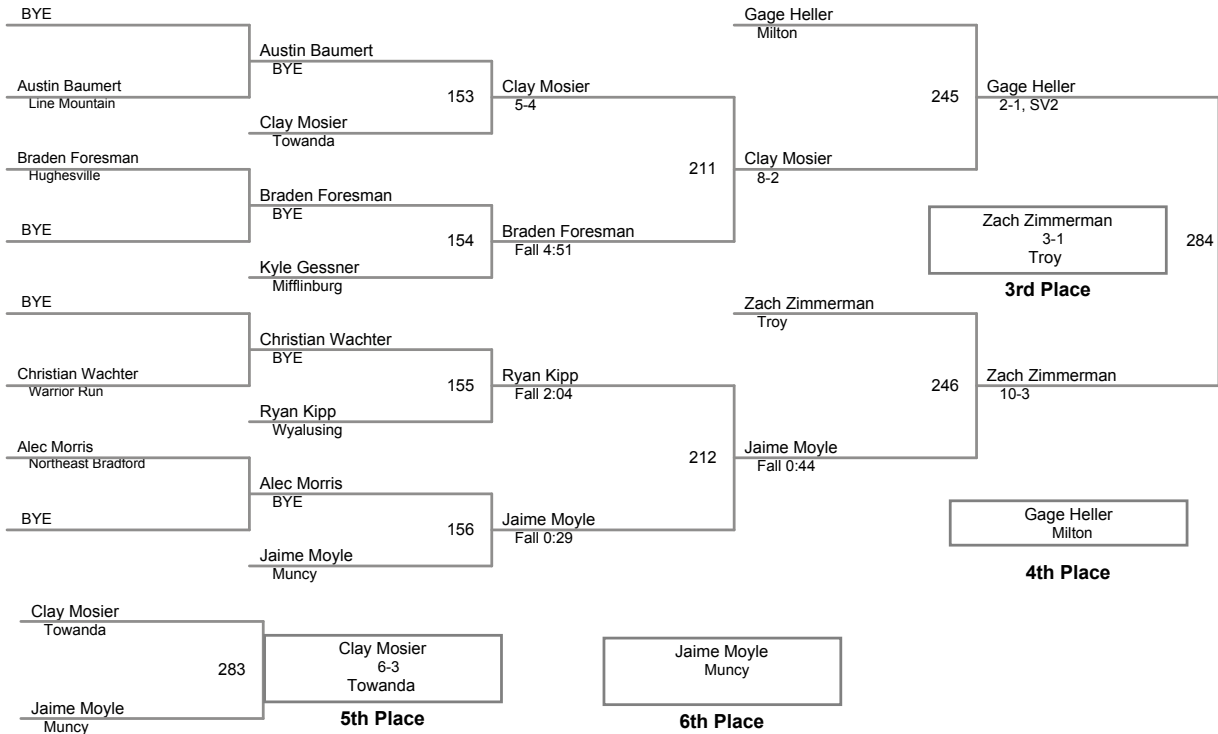 BYE
Austin Baumert
Line Mountain
Braden Foresman
Hughesville
BYE
BYE
Christian Wachter
Warrior Run
Alec Morris
Northeast Bradford
BYE
Austin Baumert
BYE
153
Clay Mosier
Towanda
Braden Foresman
BYE
154
Kyle Gessner
Mifflinburg
Christian Wachter
BYE
155
Ryan Kipp
Wyalusing
Alec Morris
BYE
156
Jaime Moyle
Muncy
Clay Mosier
5-4
211
Braden Foresman
Fall 4:51
Ryan Kipp
Fall 2:04
212
Jaime Moyle
Fall 0:29
Gage Heller
Milton
245
Clay Mosier
8-2
Zach Zimmerman
Troy
246
Jaime Moyle
Fall 0:44
Gage Heller
2-1, SV2
Zach Zimmerman
3-1
Troy
284
3rd Place
Zach Zimmerman
10-3
Gage Heller
Milton
4th Place
Clay Mosier
Towanda
283
Jaime Moyle
Muncy
Clay Mosier
6-3
Towanda
5th Place
Jaime Moyle
Muncy
6th Place